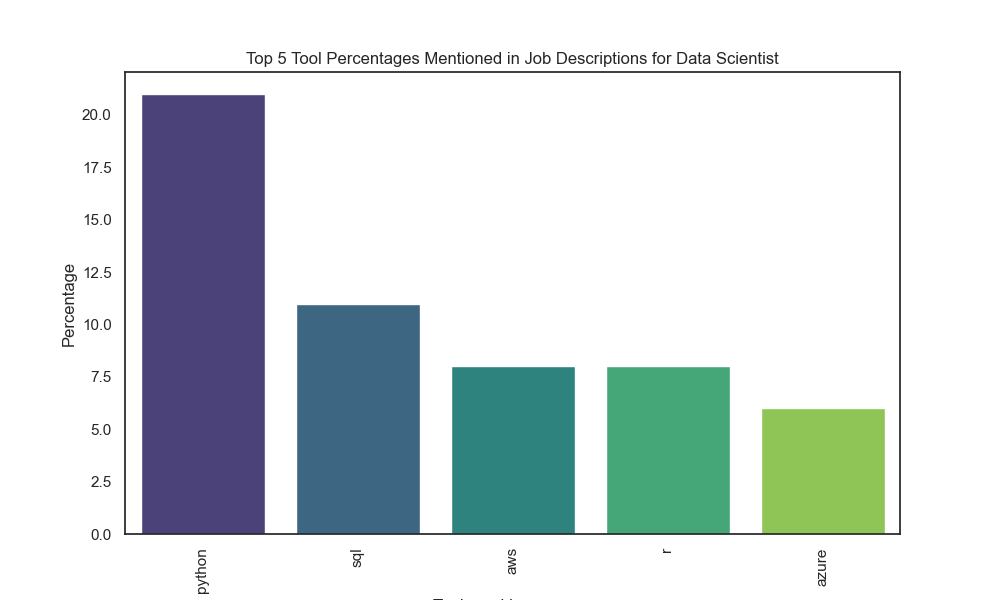 Top 5 Tool Percentages Mentioned in Job Descriptions for Data Scientist
Percentage
20.0
17.5
15.0
12.5
10.0
7.5
5.0
2.5
0.0
python
sql
aws
r
azure